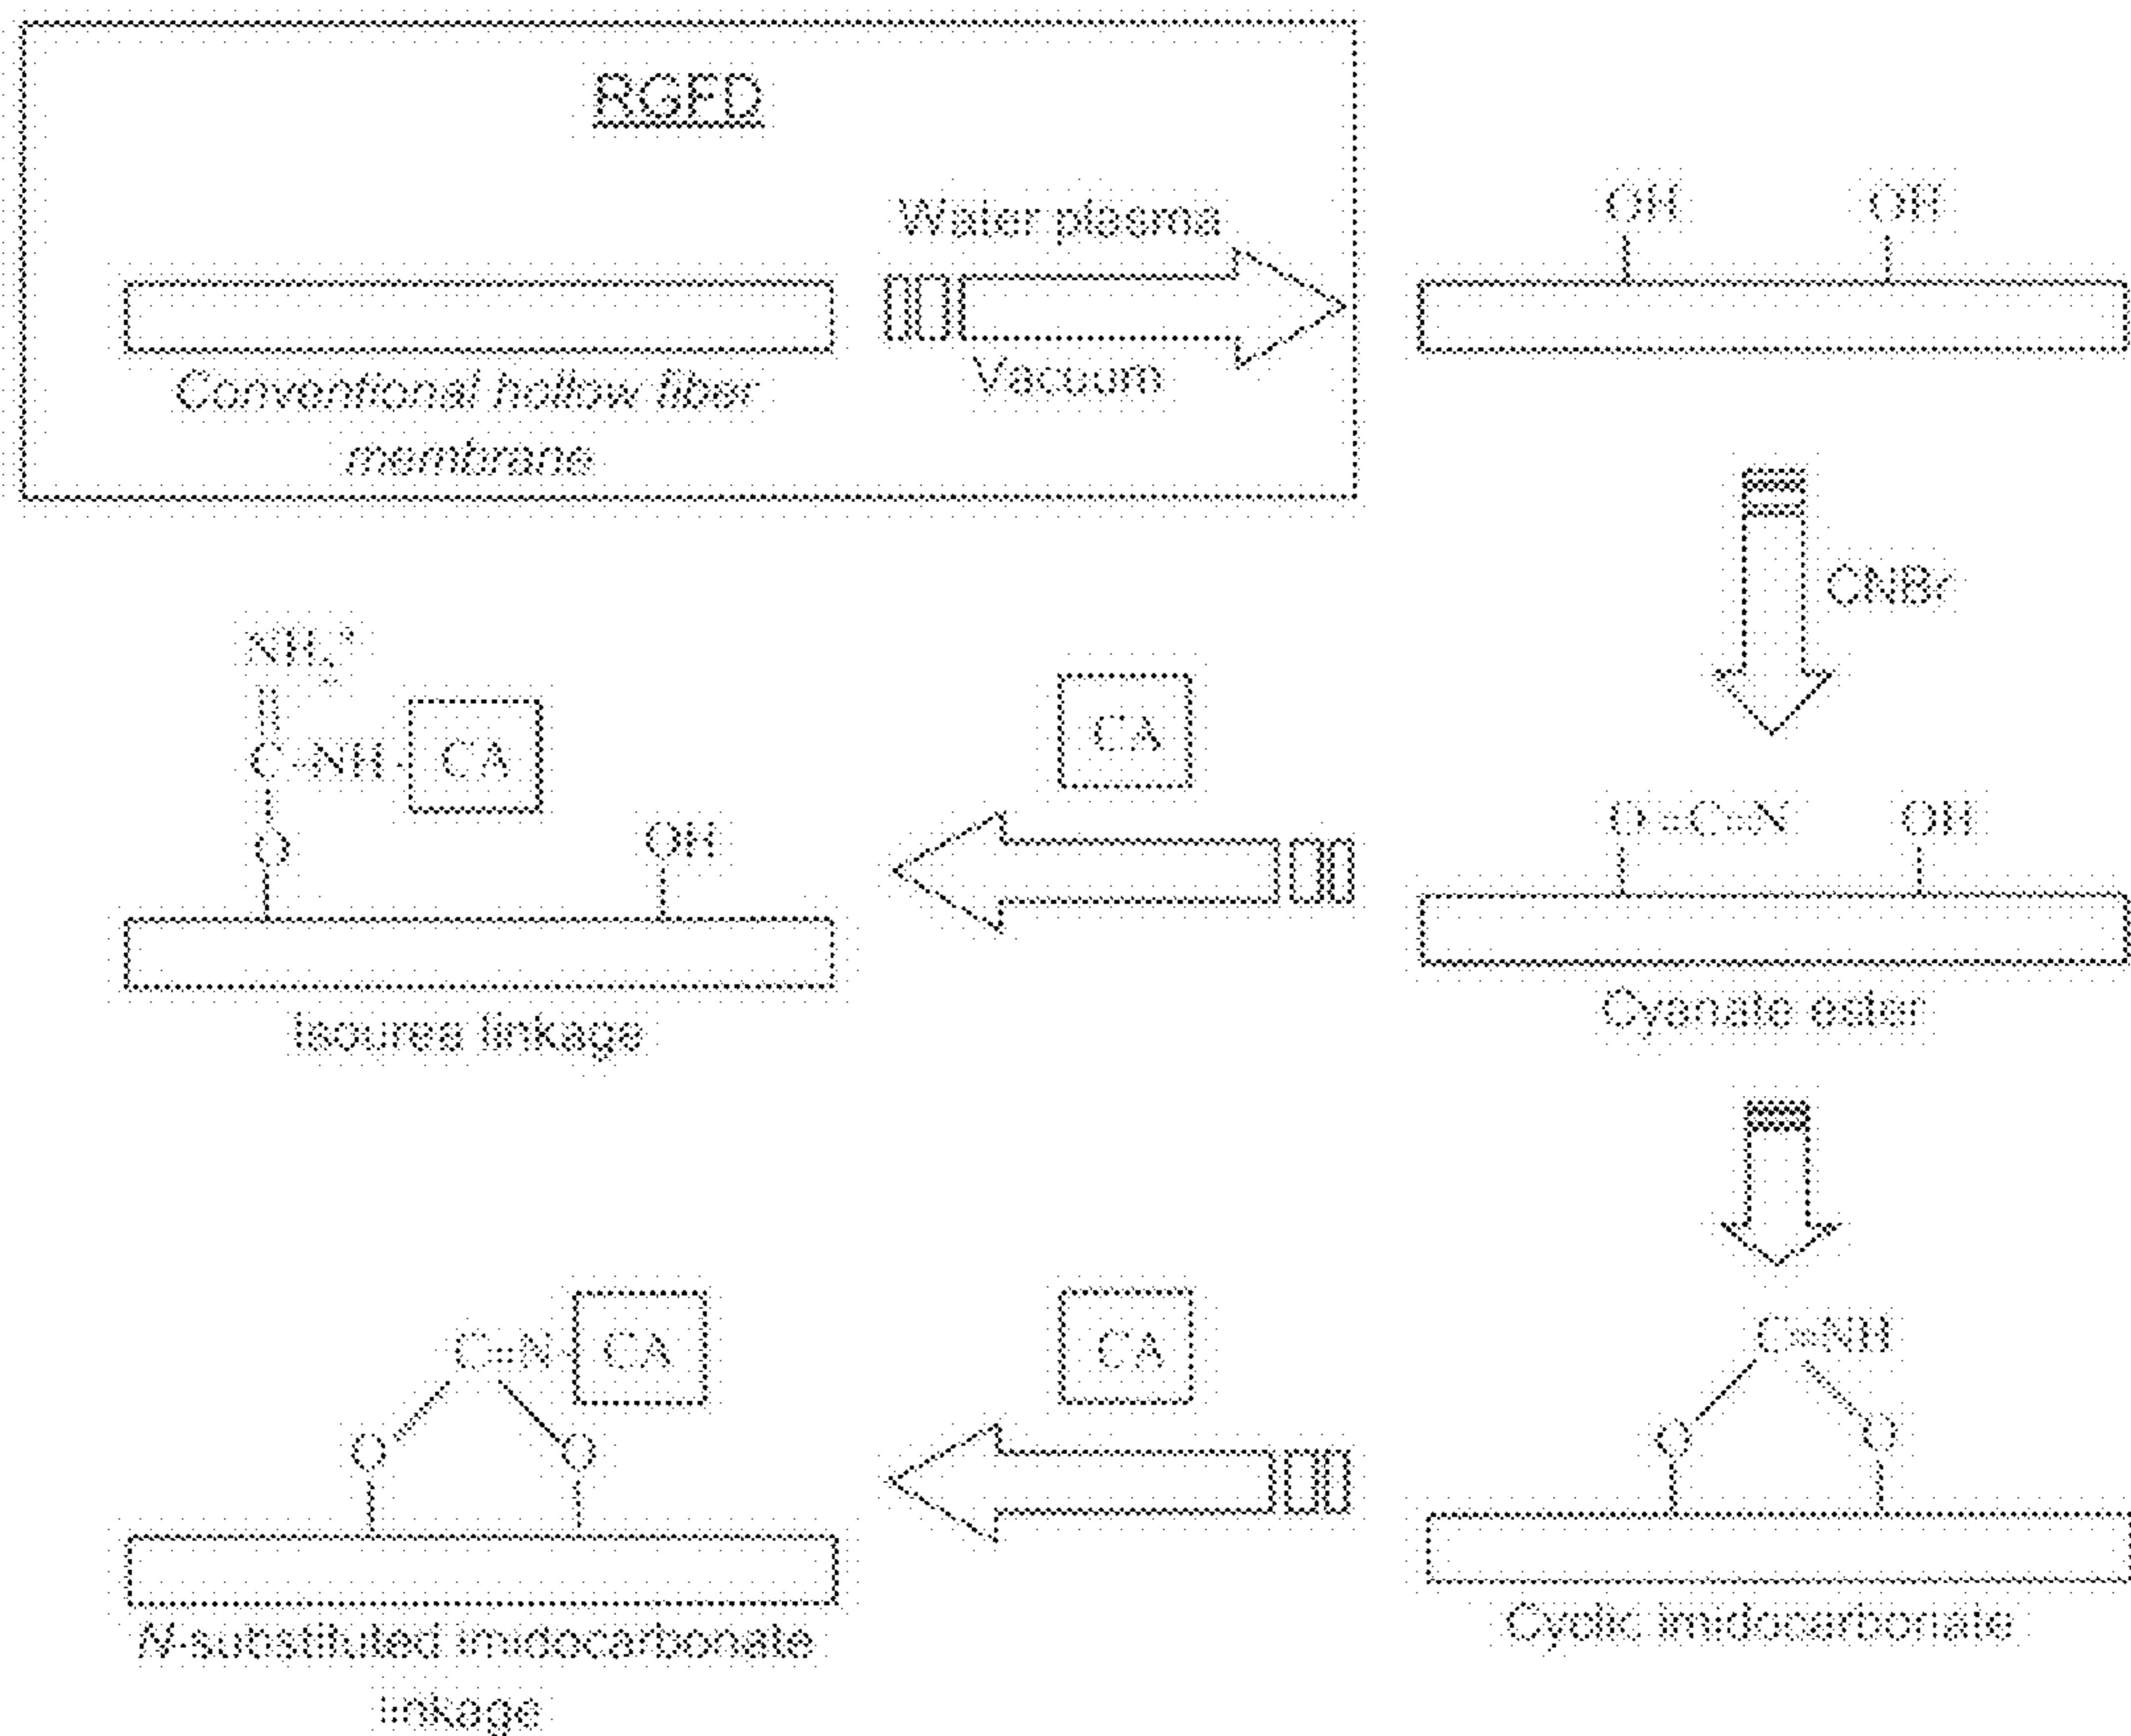 RGFD
Water plasma
Vacuum
Conventional hollow fiber
membrane
OH OH
CNBr
NH₂⁺
C-NH- CA
O
OH
Isourea linkage
CA
O-C≡N OH
Cyanate ester
C=N- CA
O O
N-substituted imidocarbonate
linkage
CA
C=NH
O O
Cyclic imidocarbonate